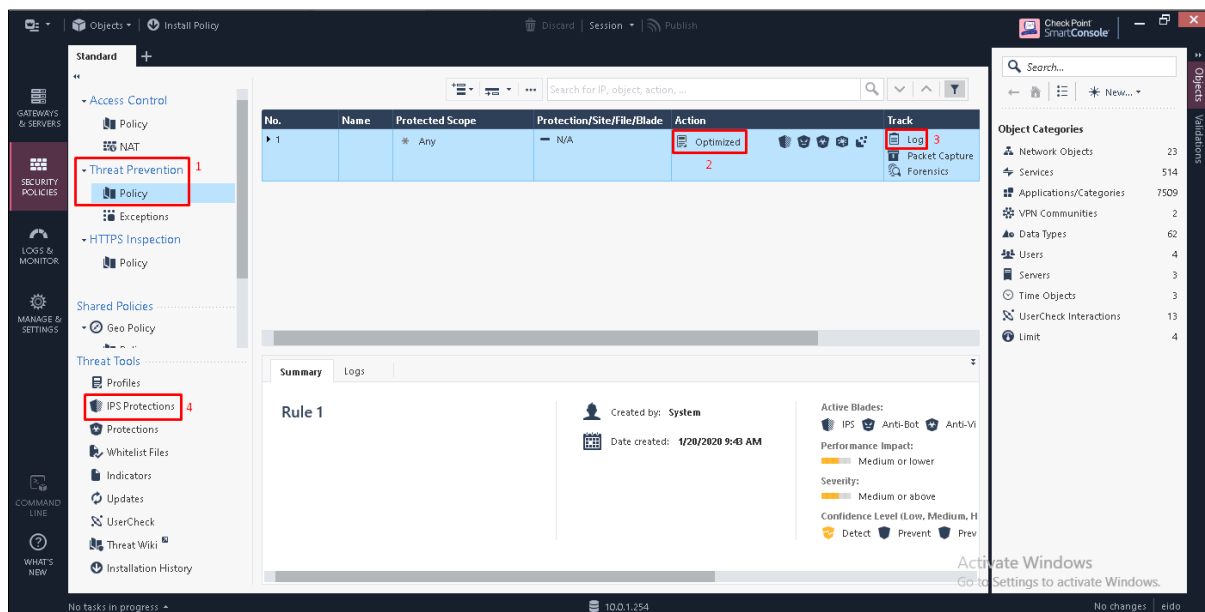 Objects
Install Policy
Discard
Session
Publish
Check Point
SmartConsole
Standard
GATEWAYS
& SERVERS
SECURITY
POLICIES
LOGS &
MONITOR
MANAGE &
SETTINGS
COMMAND
LINE
WHAT'S
NEW
Access Control
Policy
NAT
Threat Prevention 1
Policy
Exceptions
HTTPS Inspection
Policy
Shared Policies
Geo Policy
Threat Tools
Profiles
IPS Protections 4
Protections
Whitelist Files
Indicators
Updates
UserCheck
Threat Wiki
Installation History
Search for IP, object, action, ...
No. Name Protected Scope Protection/Site/File/Blade Action Track
1 Any N/A Optimized Log 3
2 Packet Capture
Forensics
Summary Logs
Rule 1
Created by: System
Date created: 1/20/2020 9:43 AM
Active Blades:
IPS Anti-Bot Anti-Vi
Performance Impact:
Medium or lower
Severity:
Medium or above
Confidence Level (Low, Medium, H
Detect Prevent Prev
Search...
New...
Object Categories
Network Objects 23
Services 514
Applications/Categories 7509
VPN Communities 2
Data Types 62
Users 4
Servers 3
Time Objects 3
UserCheck Interactions 13
Limit 4
Objects
Validations
Activate Windows
Go to Settings to activate Windows.
No tasks in progress
10.0.1.254
No changes
eido